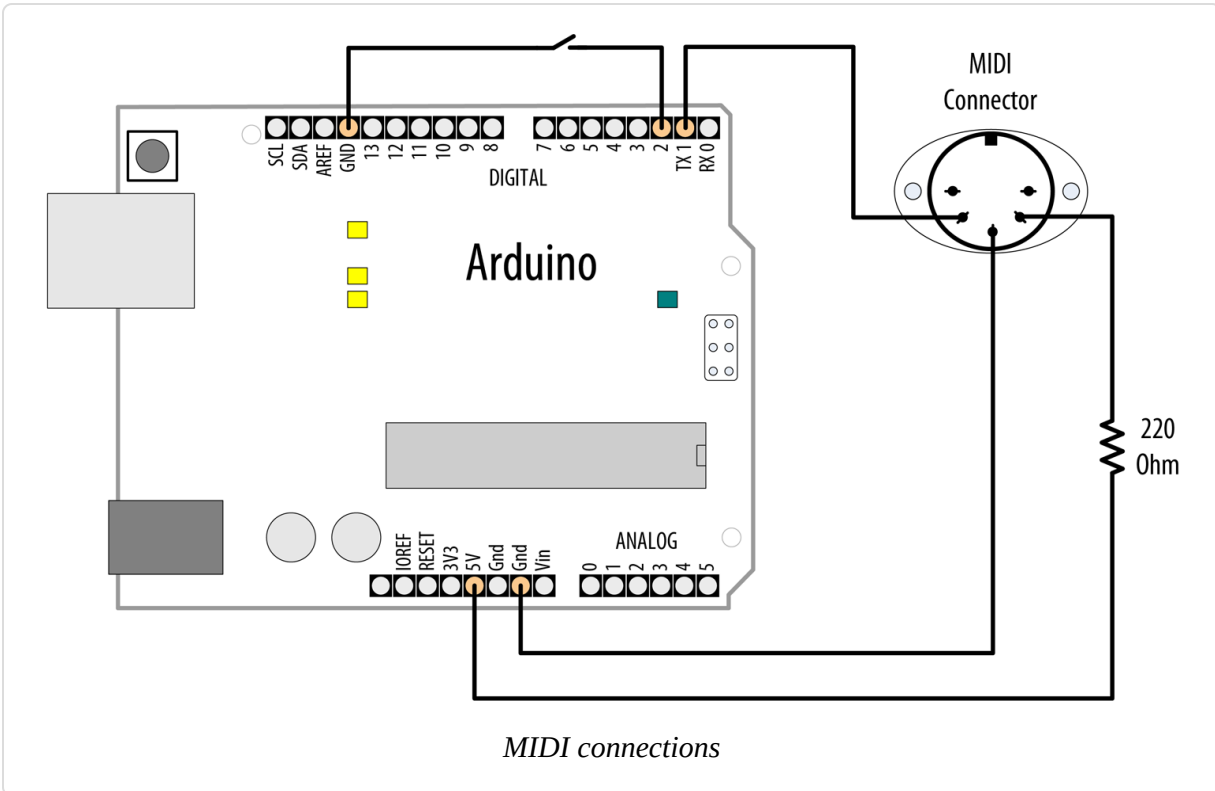 MIDI
Connector
SCL
SDA
AREF
GND
13
12
11
10
9
8
7
6
5
4
3
2
TX 1
RX 0
DIGITAL
Arduino
220
Ohm
ANALOG
IOREF
RESET
3V3
5V
Gnd
Gnd
Vin
0
1
2
3
4
5
MIDI connections